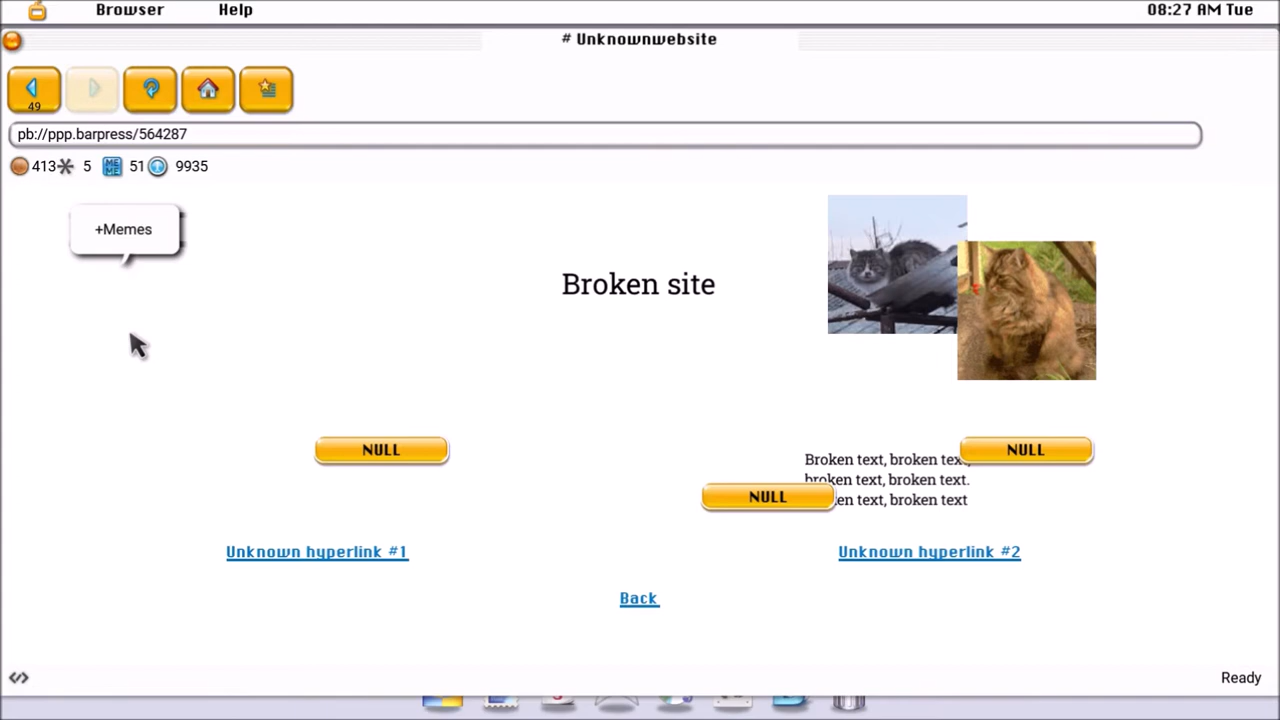 Browser Help 08:27 AM Tue
# Unknownwebsite
49
pb://ppp.barpress/564287
413 5 MEME 51 9935
+Memes
Broken site
NULL
NULL
Broken text, broken text,
broken text, broken text.
NULL
en text, broken text
Unknown hyperlink #1
Unknown hyperlink #2
Back
Ready